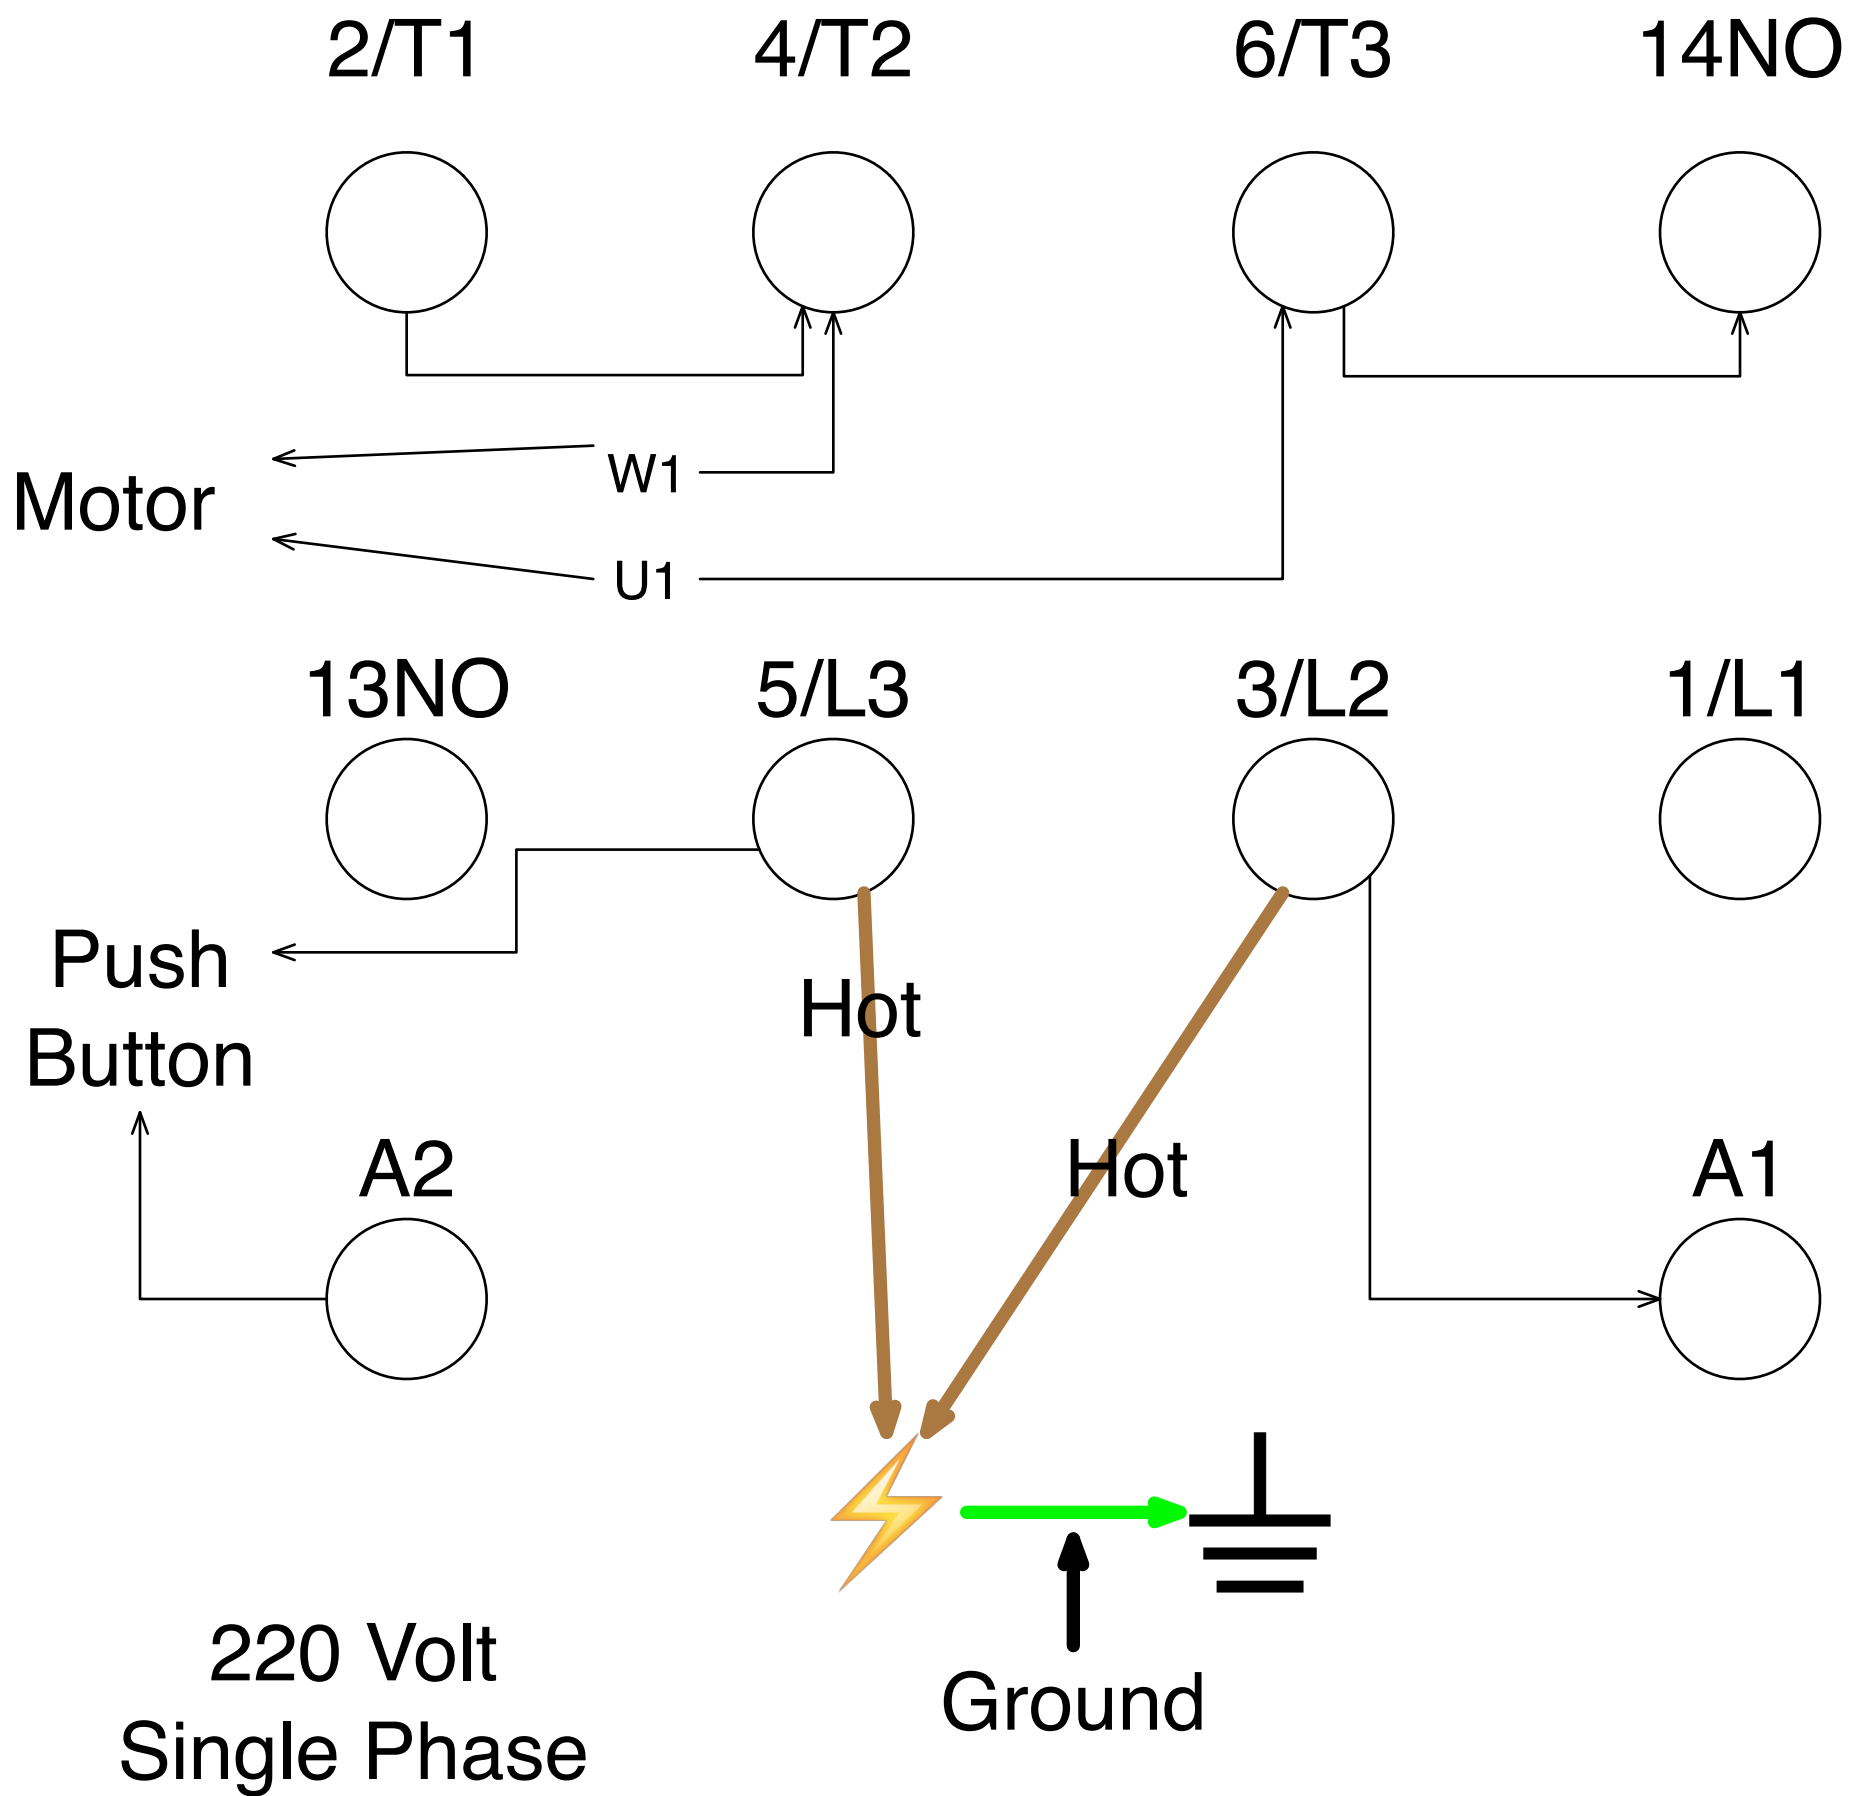 2/T1 4/T2 6/T3 14NO
W1
Motor
U1
13NO 5/L3 3/L2 1/L1
Push
Button
Hot
Hot
A2 A1
220 Volt
Single Phase
Ground